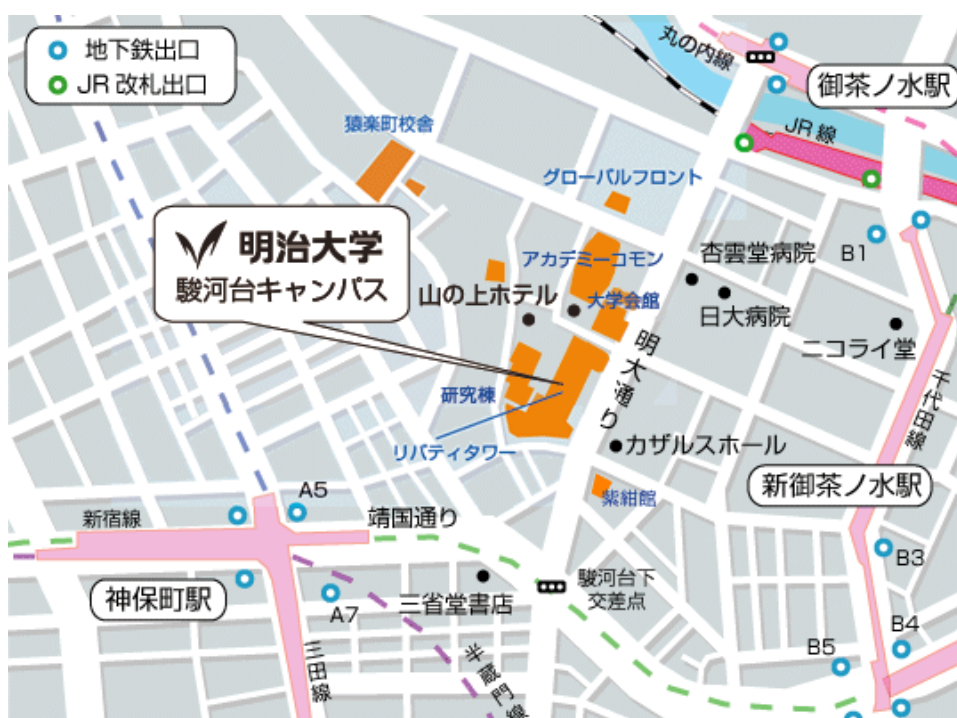 地下鉄出口
JR改札出口
丸の内線
御茶ノ水駅
JR線
猿楽町校舎
グローバルフロント
明治大学
駿河台キャンパス
アカデミーコモン
杏雲堂病院
B1
山の上ホテル
大学会館
日大病院
ニコライ堂
明大通り
千代田線
研究棟
リバティタワー
カザルスホール
新御茶ノ水駅
紫紺館
A5
新宿線
靖国通り
B3
神保町駅
A7
三省堂書店
駿河台下
交差点
B4
B5
三田線
半蔵門線